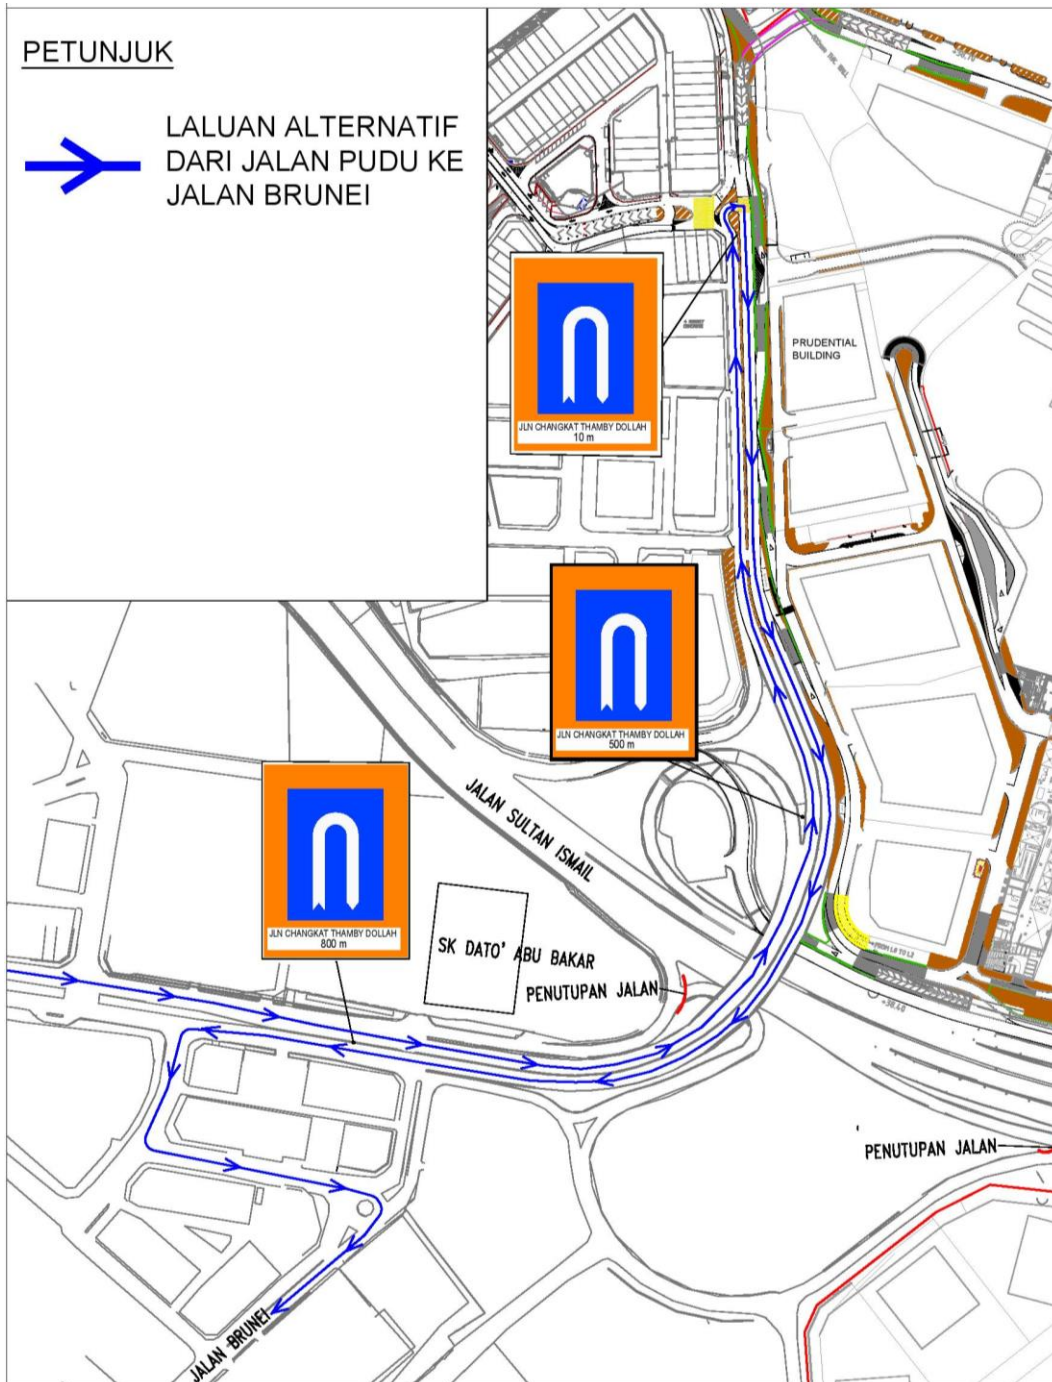 PETUNJUK
LALUAN ALTERNATIF
DARI JALAN PUDU KE
JALAN BRUNEI
PRUDENTIAL
BUILDING
JLN CHANGKAT THAMBY DOLLAH
10 m
JLN CHANGKAT THAMBY DOLLAH
500 m
JALAN SULTAN ISMAIL
JLN CHANGKAT THAMBY DOLLAH
800 m
SK DATO' ABU BAKAR
PENUTUPAN JALAN
+38.60
PENUTUPAN JALAN
JALAN BRUNEI